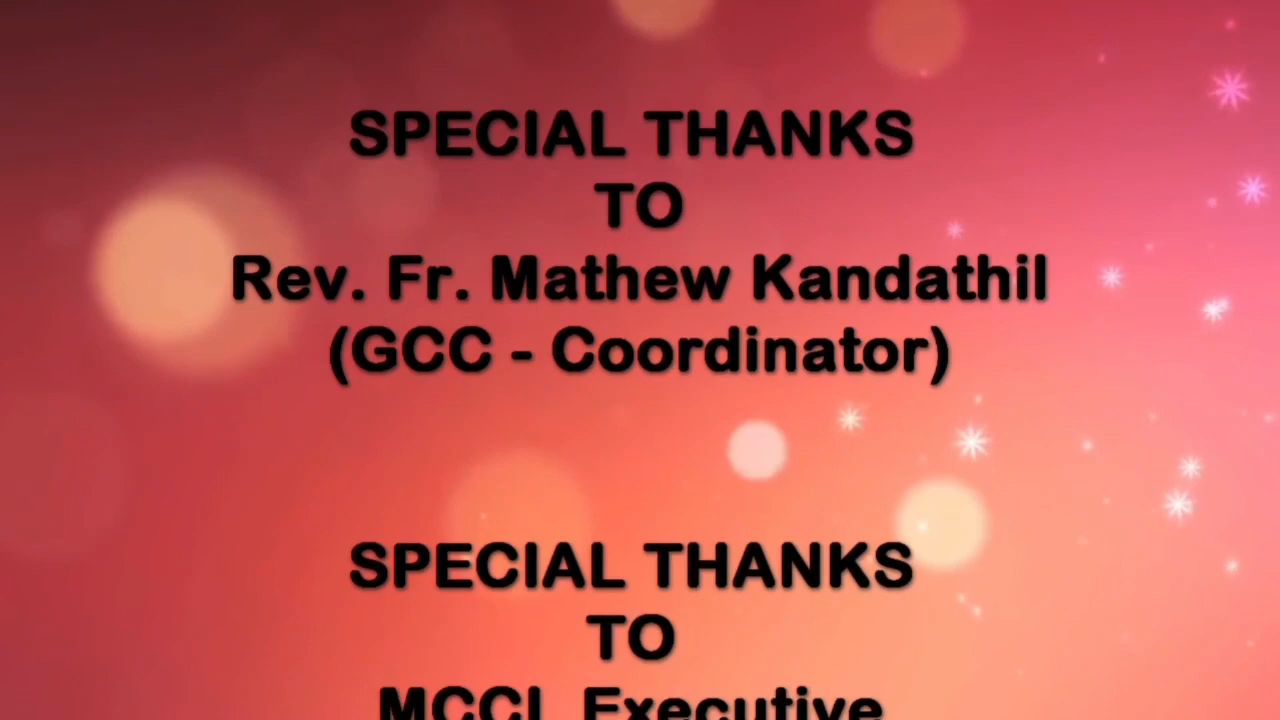 SPECIAL THANKS
TO
Rev. Fr. Mathew Kandathil
(GCC - Coordinator)
SPECIAL THANKS
TO
MCCL Executive